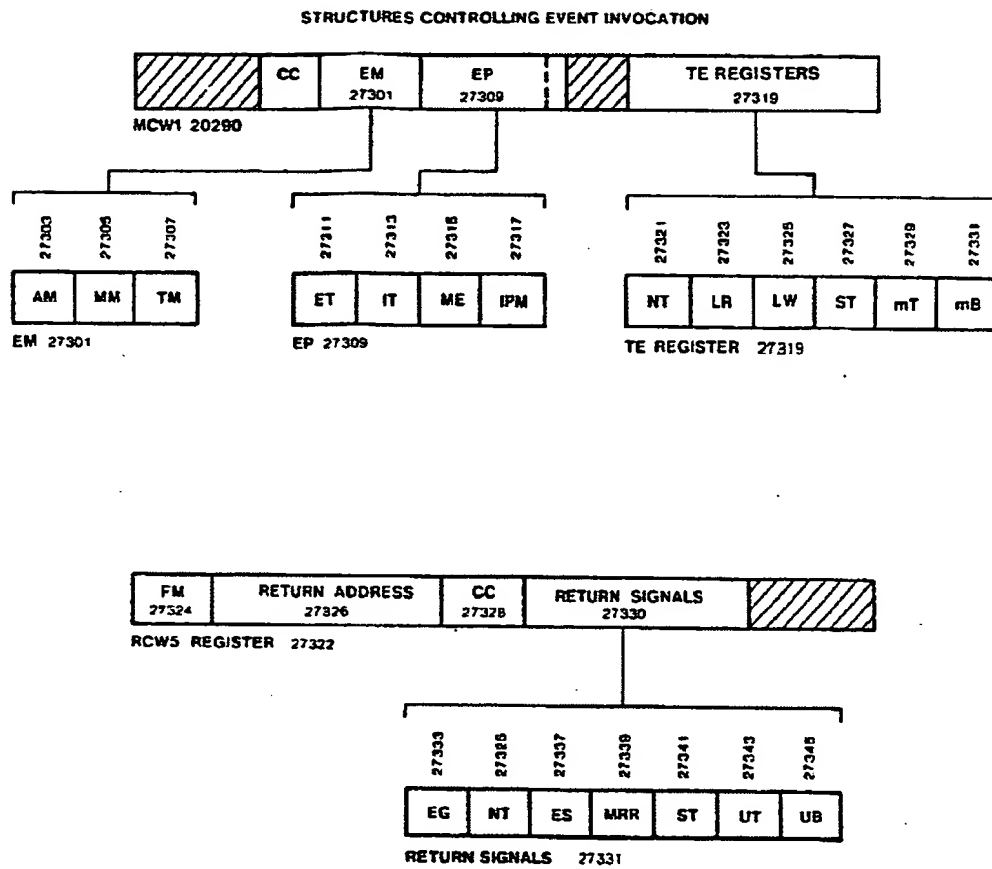 STRUCTURES CONTROLLING EVENT INVOCATION
CC EM EP TE REGISTERS
27301 27309 27319
MCW1 20290
27303 27305 27307 27311 27313 27315 27317 27321 27323 27325 27327 27329 27331
AM MM TM ET IT ME IPM NT LR LW ST mT mB
EM 27301 EP 27309 TE REGISTER 27319
FM RETURN ADDRESS CC RETURN SIGNALS
27324 27326 27328 27330
RCWS REGISTER 27322
27333 27335 27337 27339 27341 27343 27345
EG NT ES MRR ST UT UB
RETURN SIGNALS 27331